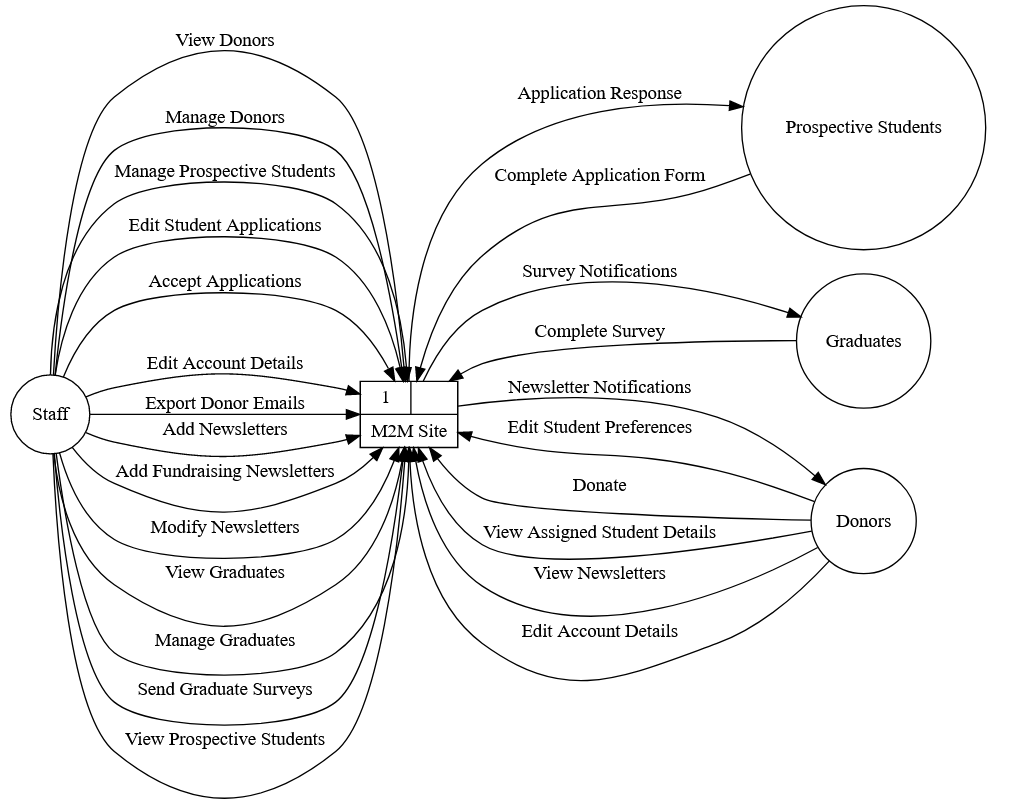 View Donors
Manage Donors
Manage Prospective Students
Edit Student Applications
Accept Applications
Edit Account Details
Export Donor Emails
Add Newsletters
Add Fundraising Newsletters
Modify Newsletters
View Graduates
Manage Graduates
Send Graduate Surveys
View Prospective Students
Staff
1
M2M Site
Application Response
Complete Application Form
Survey Notifications
Complete Survey
Newsletter Notifications
Edit Student Preferences
Donate
View Assigned Student Details
View Newsletters
Edit Account Details
Prospective Students
Graduates
Donors